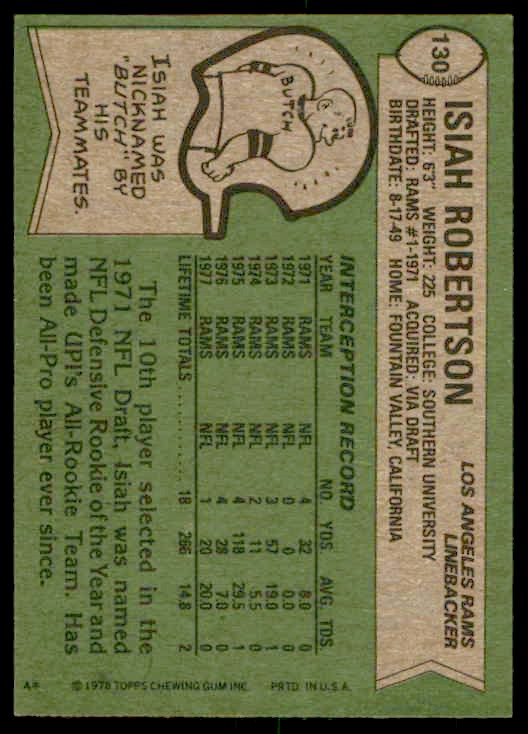 130
ISIAH ROBERTSON
LOS ANGELES RAMS
LINEBACKER
HEIGHT: 6'3" WEIGHT: 225 COLLEGE: SOUTHERN UNIVERSITY
DRAFTED: RAMS #1-1971 ACQUIRED: VIA DRAFT
BIRTHDATE: 8-17-49 HOME: FOUNTAIN VALLEY, CALIFORNIA
BUTCH
ISIAH WAS
NICKNAMED
"BUTCH" BY
HIS
TEAMMATES.
INTERCEPTION RECORD
YEAR TEAM NO. YDS. AVG. TDS
1971 RAMS NFL 4 32 8.0 0
1972 RAMS NFL 0 0 0.0 0
1973 RAMS NFL 3 57 19.0 1
1974 RAMS NFL 2 11 5.5 0
1975 RAMS NFL 4 118 29.5 1
1976 RAMS NFL 4 28 7.0 0
1977 RAMS NFL 1 20 20.0 0
LIFETIME TOTALS .......... 18 266 14.8 2
The 10th player selected in the
1971 NFL Draft, Isiah was named
NFL Defensive Rookie of the Year and
made UPI's All-Rookie Team. Has
been All-Pro player ever since.
A* © 1978 TOPPS CHEWING GUM INC. PRTD. IN U.S.A.